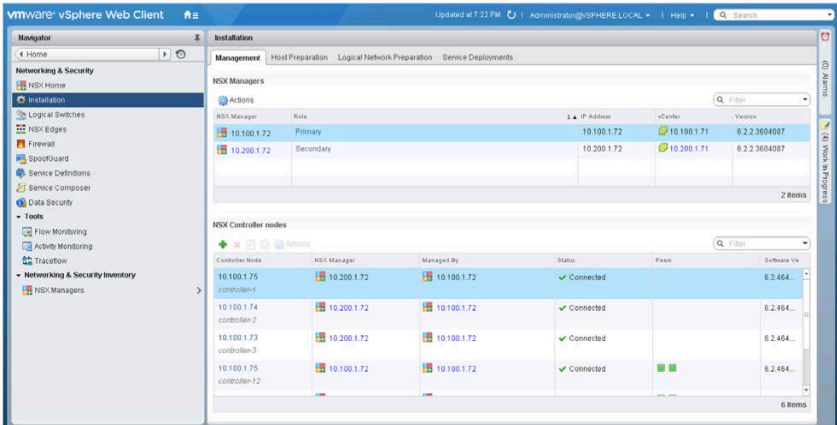 vmware® vSphere Web Client
Updated at 7:22 PM | Administrator@VSPHERE.LOCAL | Help | Search
Navigator
Home
Networking & Security
NSX Home
Installation
Logical Switches
NSX Edges
Firewall
SpoofGuard
Service Definitions
Service Composer
Data Security
Tools
Flow Monitoring
Activity Monitoring
Traceflow
Networking & Security Inventory
NSX Managers
Installation
Management Host Preparation Logical Network Preparation Service Deployments
NSX Managers
Actions Filter
NSX Manager Role 1 IP Address vCenter Version
10.100.1.72 Primary 10.100.1.72 10.100.1.71 6.2.2.3604087
10.200.1.72 Secondary 10.200.1.72 10.200.1.71 6.2.2.3604087
2 items
NSX Controller nodes
Actions Filter
Controller Node NSX Manager Managed By Status Peers Software Ve
10.100.1.75 10.200.1.72 10.100.1.72 Connected 6.2.464...
controller-1
10.100.1.74 10.200.1.72 10.100.1.72 Connected 6.2.464...
controller-2
10.100.1.73 10.200.1.72 10.100.1.72 Connected 6.2.464...
controller-3
10.100.1.75 10.100.1.72 10.100.1.72 Connected 6.2.464...
controller-12
6 items
(0) Alarms
(4) Work In Progress